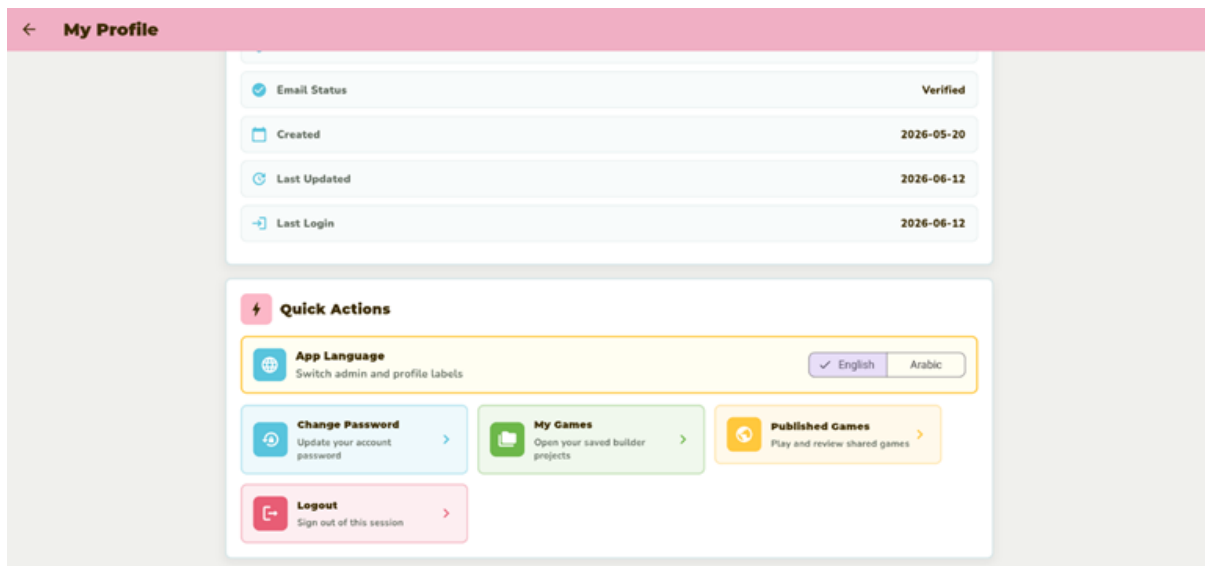 My Profile
Email Status
Verified
Created
2026-05-20
Last Updated
2026-06-12
Last Login
2026-06-12
Quick Actions
App Language
Switch admin and profile labels
English
Arabic
Change Password
Update your account
password
My Games
Open your saved builder
projects
Published Games
Play and review shared games
Logout
Sign out of this session